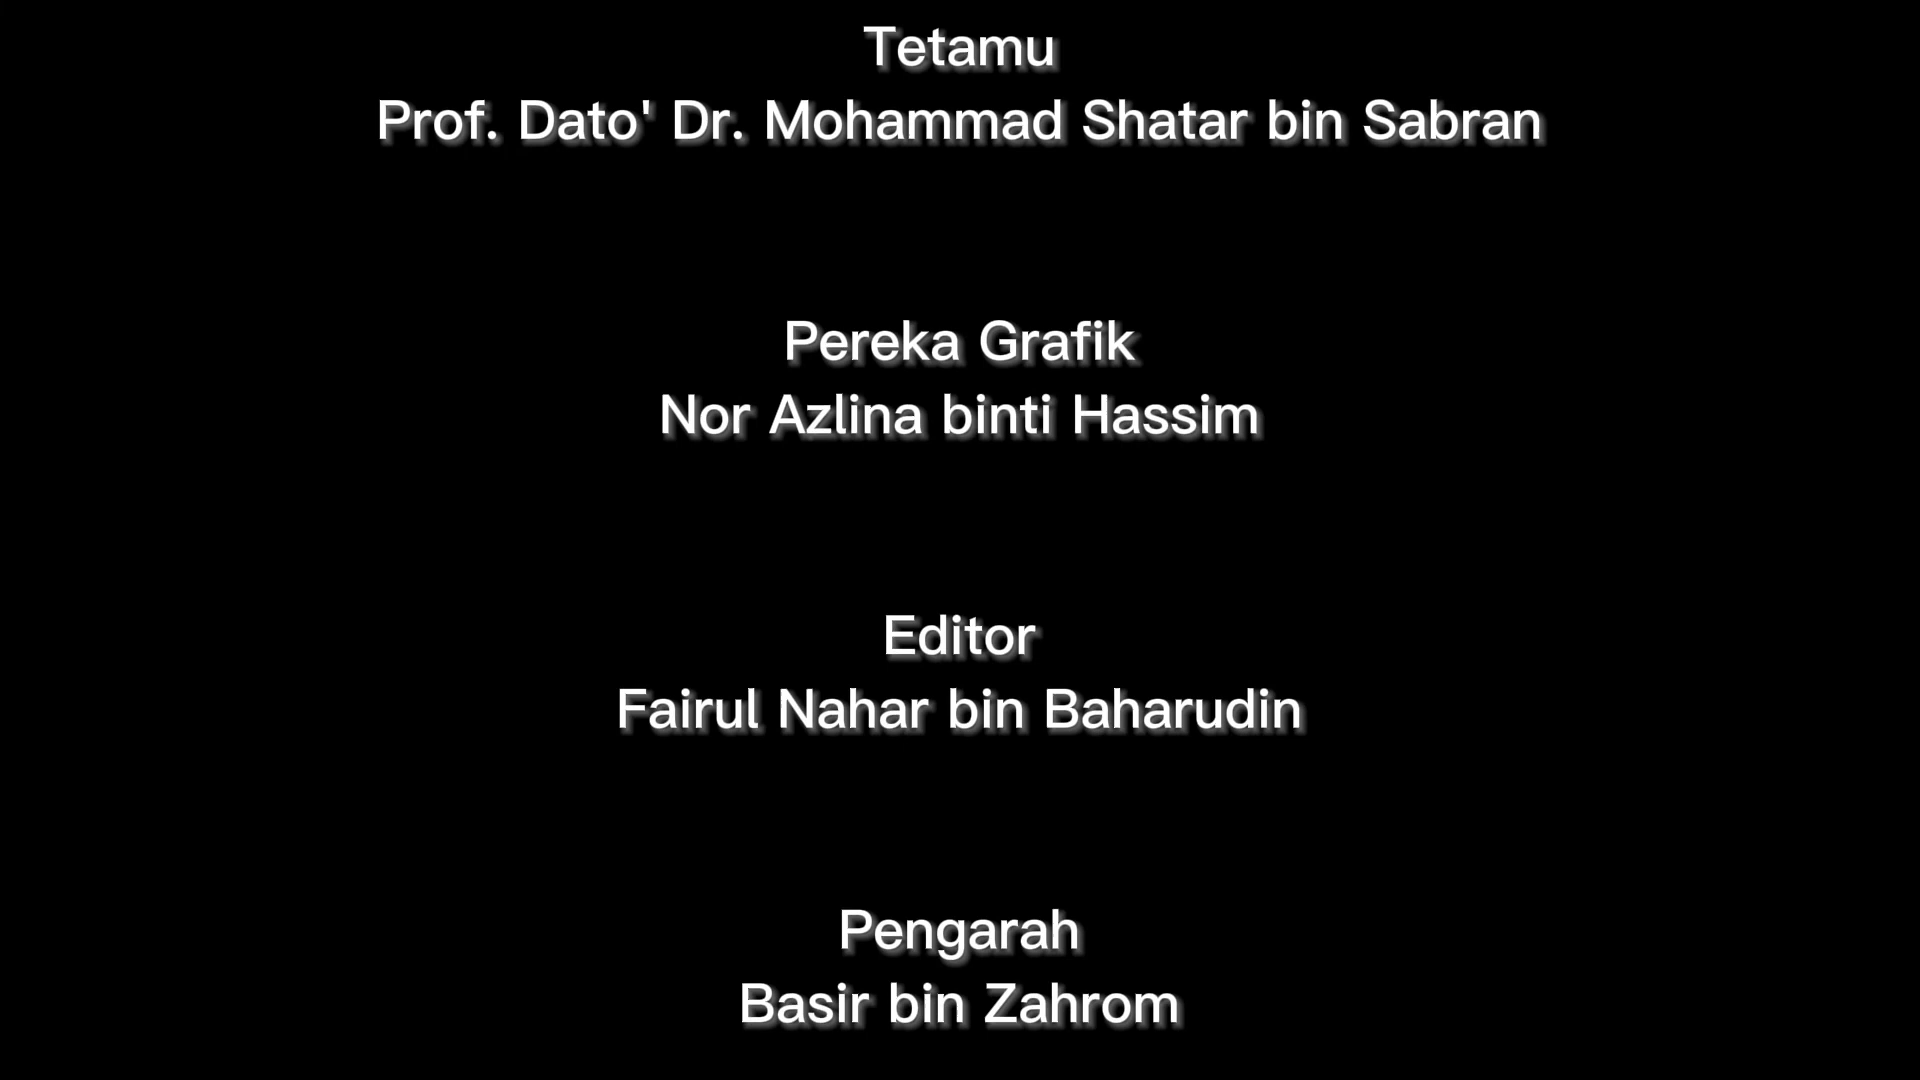 Tetamu
Prof. Dato' Dr. Mohammad Shatar bin Sabran
Pereka Grafik
Nor Azlina binti Hassim
Editor
Fairul Nahar bin Baharudin
Pengarah
Basir bin Zahrom